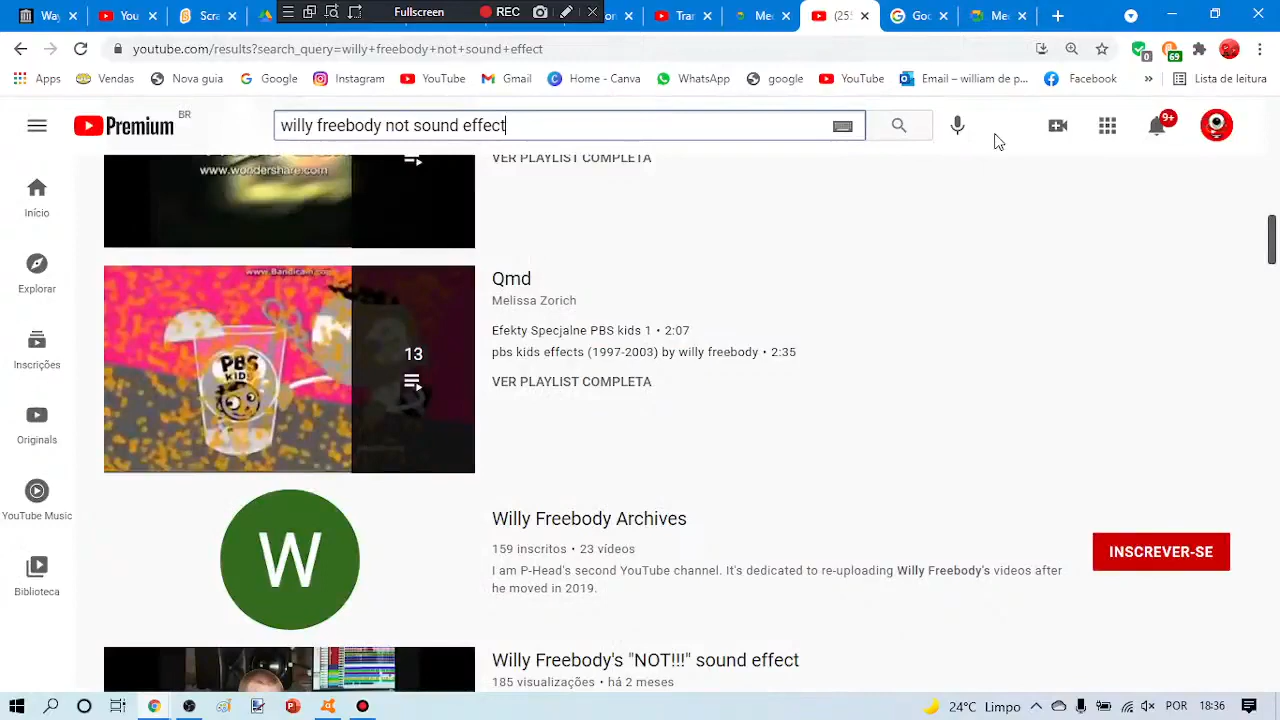 Fullscreen REC
youtube.com/results?search_query=willy+freebody+not+sound+effect
0 69
Apps Vendas Nova guia Google Instagram YouTube Gmail Home - Canva WhatsApp google YouTube Email – william de p... Facebook » Lista de leitura
Premium BR
willy freebody not sound effect
9+
www.wondershare.com
VER PLAYLIST COMPLETA
Início
Explorar
Inscrições
Originals
YouTube Music
Biblioteca
www.Bandicam.com
PBS
KIDS
13
Qmd
Melissa Zorich
Efekty Specjalne PBS kids 1 • 2:07
pbs kids effects (1997-2003) by willy freebody • 2:35
VER PLAYLIST COMPLETA
W
Willy Freebody Archives
159 inscritos • 23 vídeos
I am P-Head's second YouTube channel. It's dedicated to re-uploading Willy Freebody's videos after
he moved in 2019.
INSCREVER-SE
Willy Freebody's "NOT!!!" sound effect
185 visualizações • há 2 meses
24°C Limpo POR 18:36